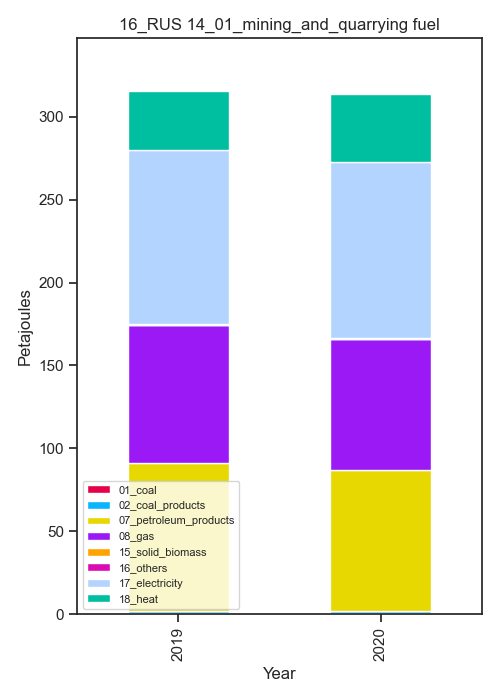 16_RUS 14_01_mining_and_quarrying fuel
300
250
200
150
100
50
0
Petajoules
01_coal
02_coal_products
07_petroleum_products
08_gas
15_solid_biomass
16_others
17_electricity
18_heat
2019
2020
Year